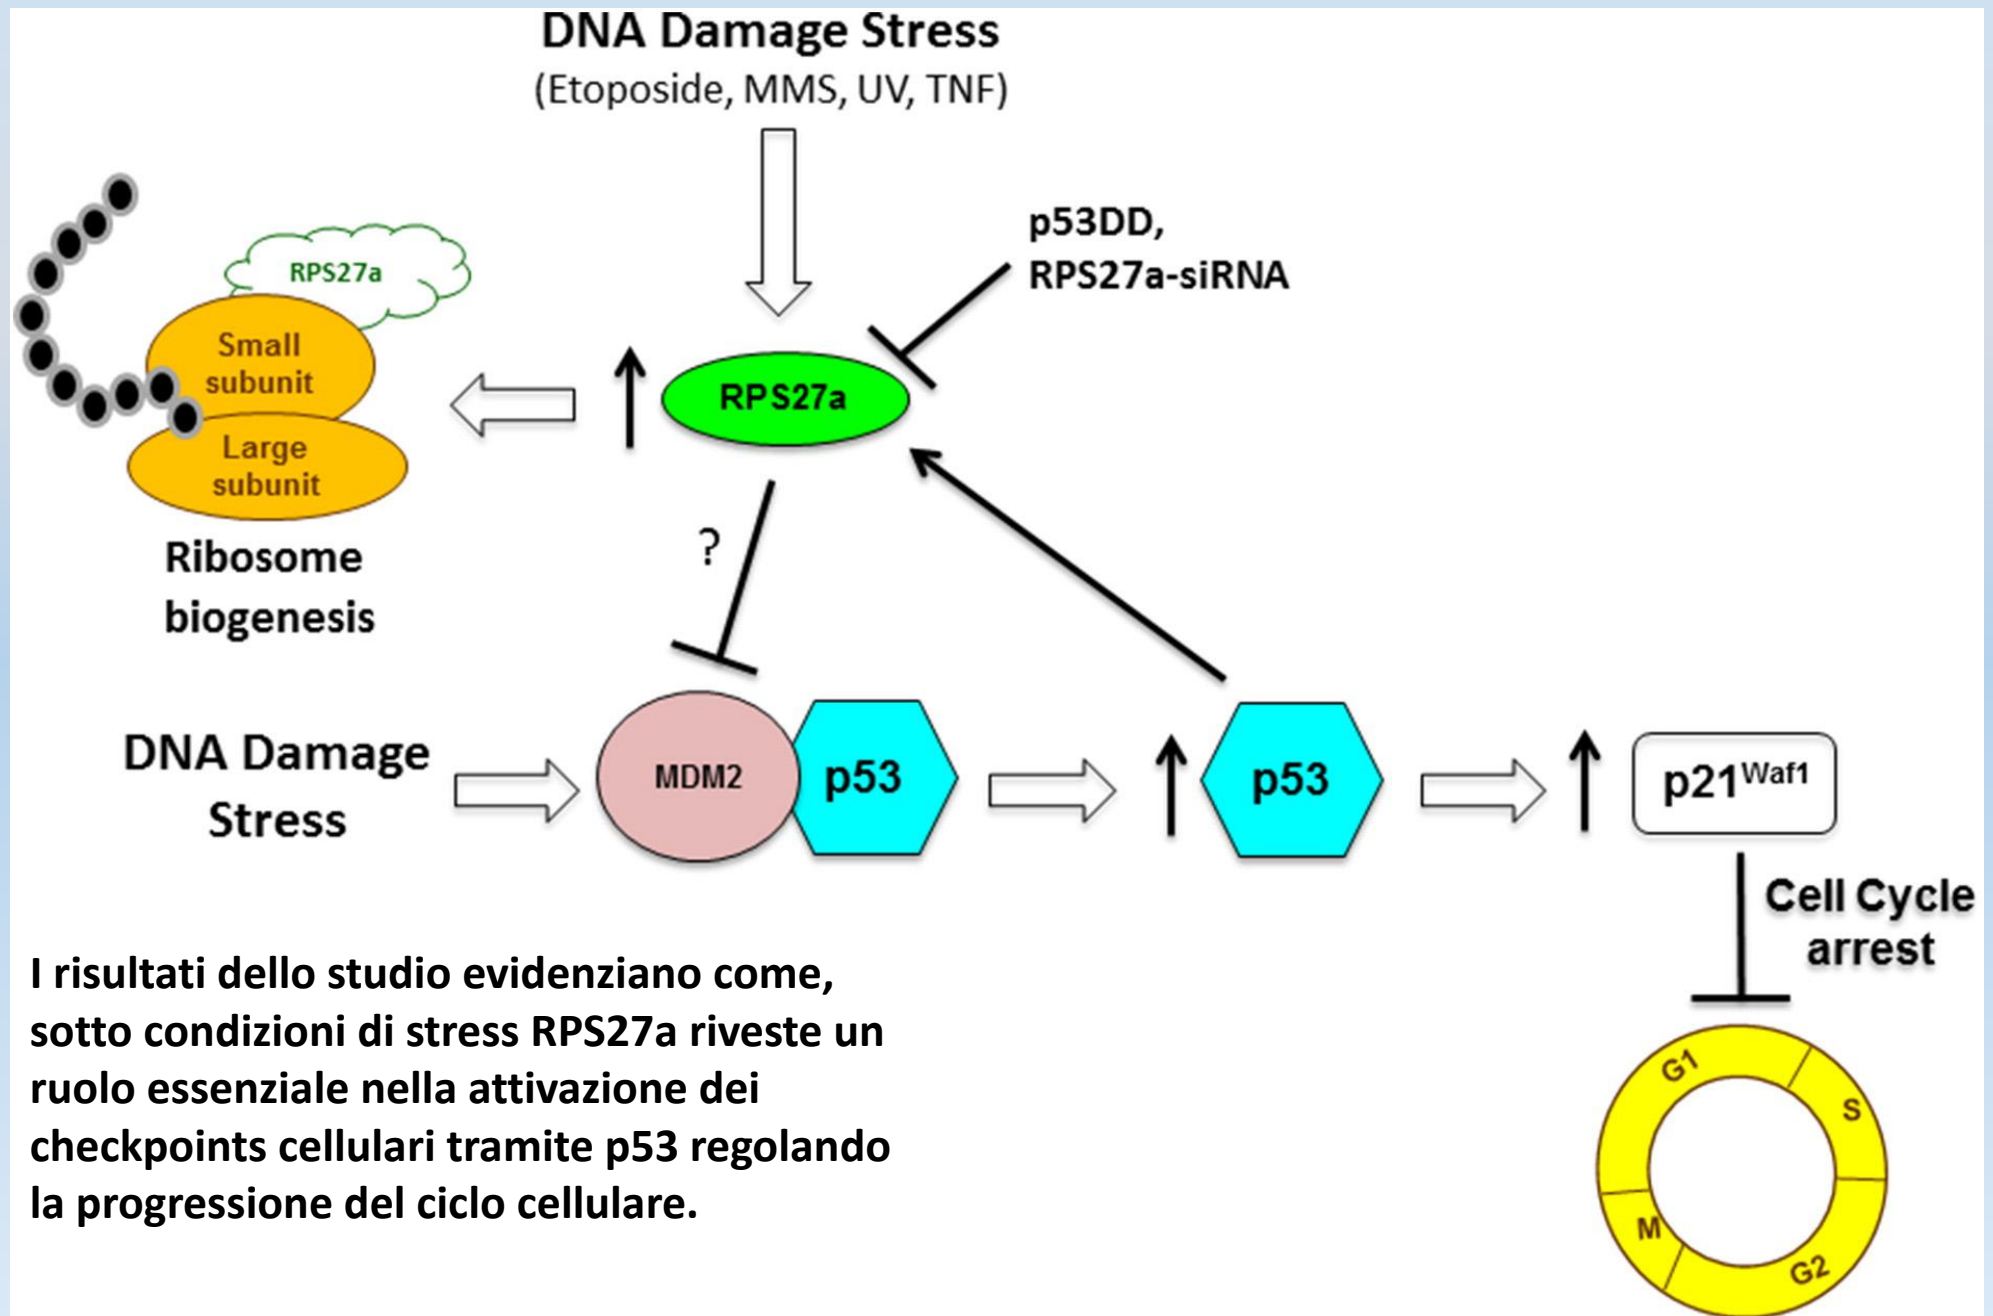 DNA Damage Stress
(Etoposide, MMS, UV, TNF)
p53DD,
RPS27a-siRNA
RPS27a
Small
subunit
Large
subunit
RPS27a
Ribosome
biogenesis
?
DNA Damage
Stress
MDM2
p53
p53
p21Waf1
Cell Cycle
arrest
G1
S
M
G2
I risultati dello studio evidenziano come,
sotto condizioni di stress RPS27a riveste un
ruolo essenziale nella attivazione dei
checkpoints cellulari tramite p53 regolando
la progressione del ciclo cellulare.